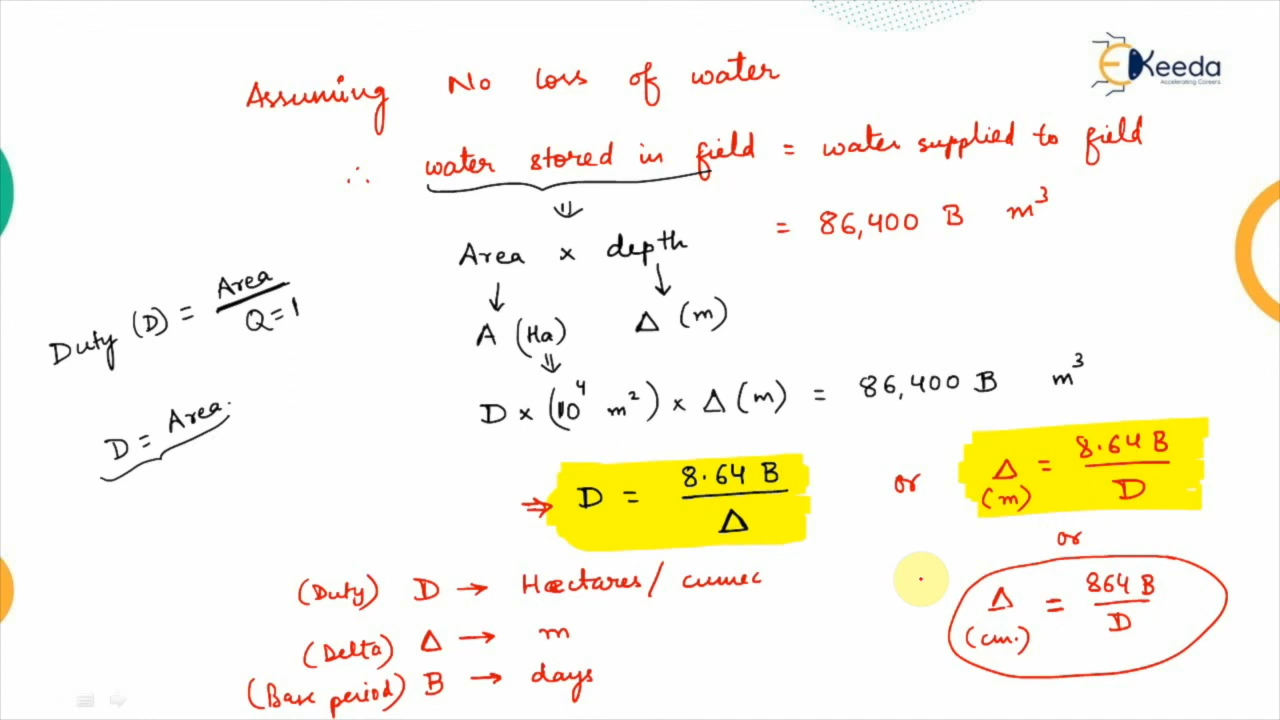 Assuming No loss of water
EKeeda
Accelerating Careers
∴ water stored in field = water supplied to field
⇓
Area × depth = 86,400 B m³
↓ ↓
A (Ha) Δ (m)
⇓
Duty (D) = Area / Q=1
D × (10⁴ m²) × Δ (m) = 86,400 B m³
D = Area.
⇒ D = 8.64 B / Δ or Δ (m) = 8.64 B / D
or
Δ (cm.) = 864 B / D
(Duty) D → Hectares / cumec
(Delta) Δ → m
(Base period) B → days